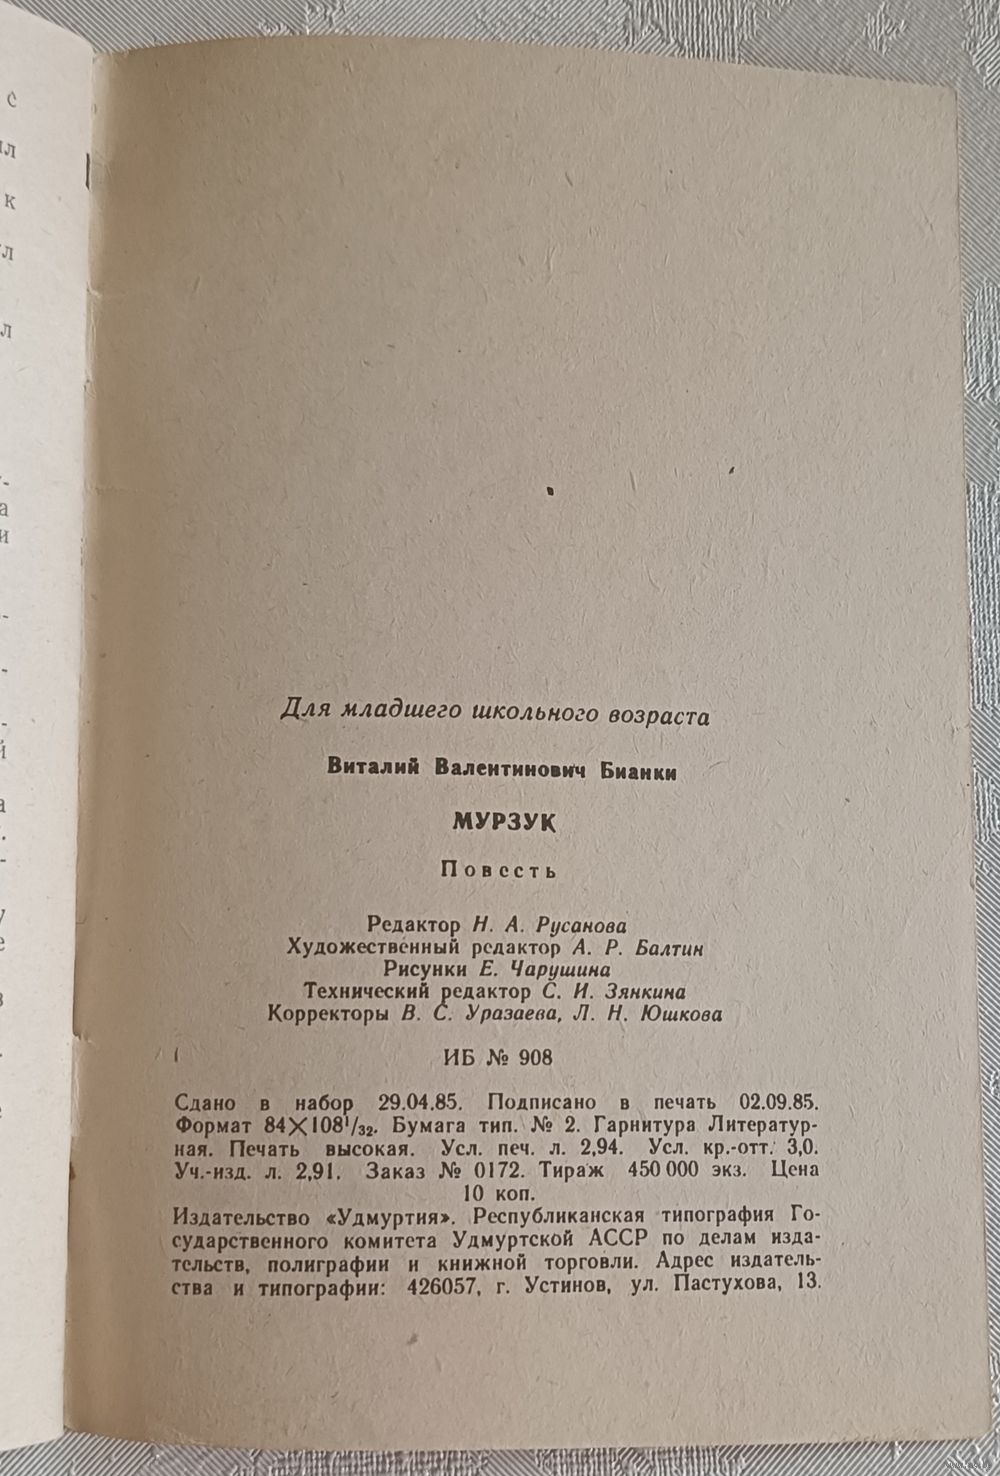 Для младшего школьного возраста
Виталий Валентинович Бианки
МУРЗУК
Повесть
Редактор Н. А. Русанова
Художественный редактор А. Р. Балтин
Рисунки Е. Чарушина
Технический редактор С. И. Зянкина
Корректоры В. С. Уразаева, Л. Н. Юшкова
ИБ № 908
Сдано в набор 29.04.85. Подписано в печать 02.09.85.
Формат 84×108¹/₃₂. Бумага тип. № 2. Гарнитура Литератур-
ная. Печать высокая. Усл. печ. л. 2,94. Усл. кр.-отт. 3,0.
Уч.-изд. л. 2,91. Заказ № 0172. Тираж 450 000 экз. Цена
10 коп.
Издательство «Удмуртия». Республиканская типография Го-
сударственного комитета Удмуртской АССР по делам изда-
тельств, полиграфии и книжной торговли. Адрес издатель-
ства и типографии: 426057, г. Устинов, ул. Пастухова, 13.